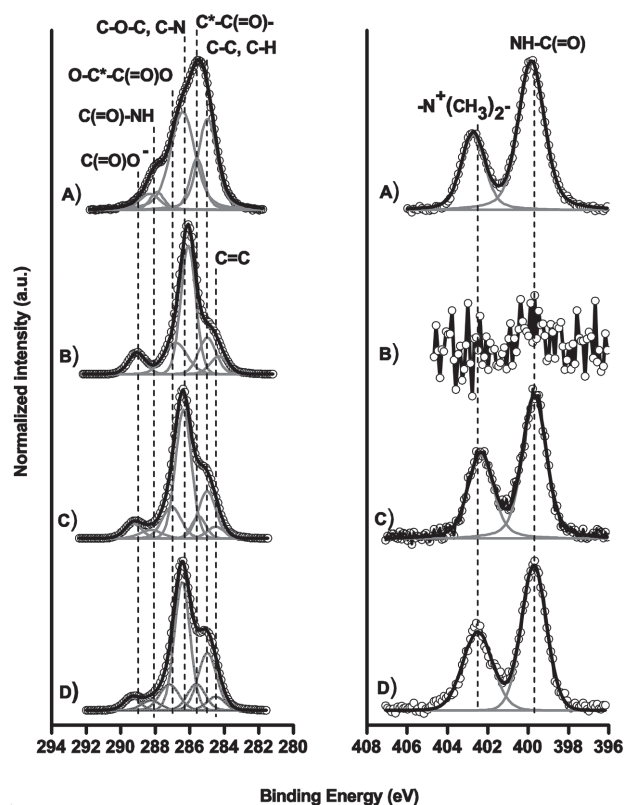 C-O-C, C-N C*-C(=O)-
C-C, C-H
O-C*-C(=O)O
C(=O)-NH
C(=O)O⁻
C=C
A)
B)
C)
D)
NH-C(=O)
-N⁺(CH₃)₂-
A)
B)
C)
D)
Normalized intensity (a.u.)
294 292 290 288 286 284 282 280
408 406 404 402 400 398 396
Binding Energy (eV)